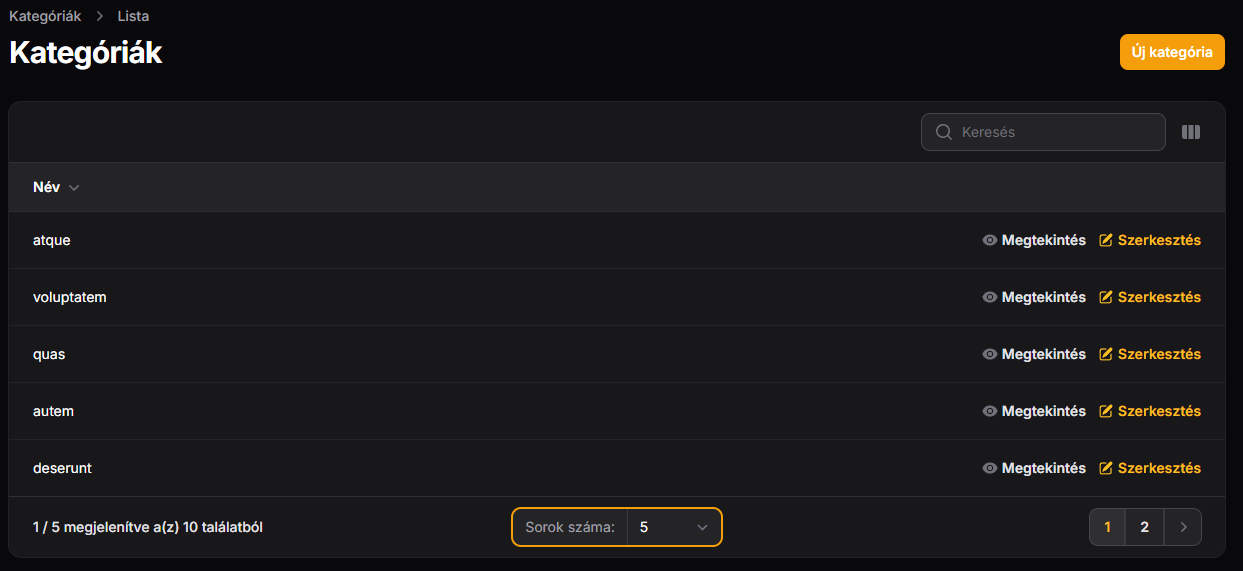 Kategóriák > Lista
Kategóriák
Új kategória
Keresés
Név
atque Megtekintés Szerkesztés
voluptatem Megtekintés Szerkesztés
quas Megtekintés Szerkesztés
autem Megtekintés Szerkesztés
deserunt Megtekintés Szerkesztés
1 / 5 megjelenítve a(z) 10 találatból Sorok száma: 5 1 2 >